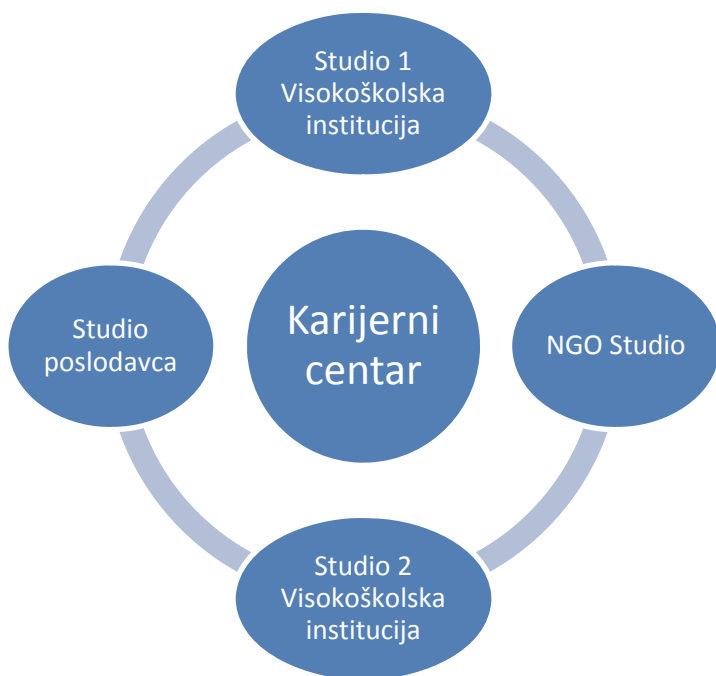 Studio 1
Visokoškolska
institucija
Studio
poslodavca
Karijerni
centar
NGO Studio
Studio 2
Visokoškolska
institucija